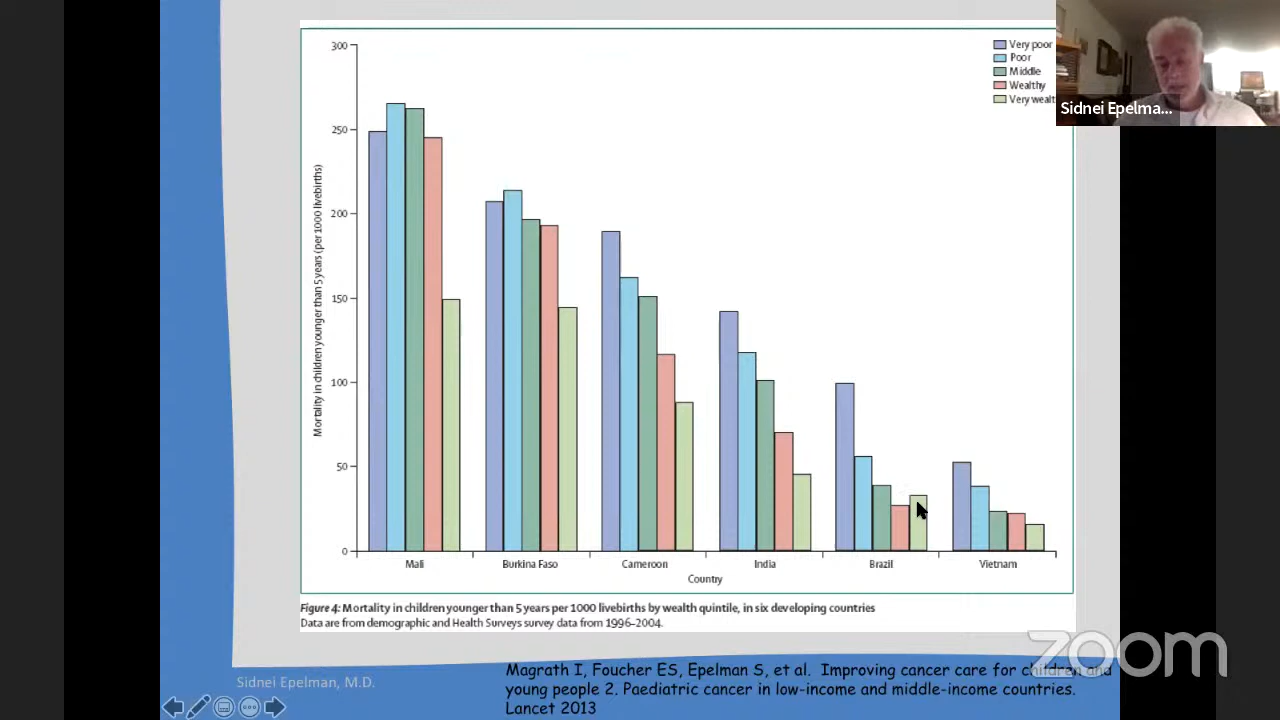 300
250
200
150
100
50
0
Mortality in children younger than 5 years (per 1000 livebirths)
Very poor
Poor
Middle
Wealthy
Very wealt
Sidnei Epelma...
Mali
Burkina Faso
Cameroon
India
Brazil
Vietnam
Country
Figure 4: Mortality in children younger than 5 years per 1000 livebirths by wealth quintile, in six developing countries
Data are from demographic and Health Surveys survey data from 1996–2004.
zoom
Sidnei Epelman, M.D.
Magrath I, Foucher ES, Epelman S, et al. Improving cancer care for children and
young people 2. Paediatric cancer in low-income and middle-income countries.
Lancet 2013